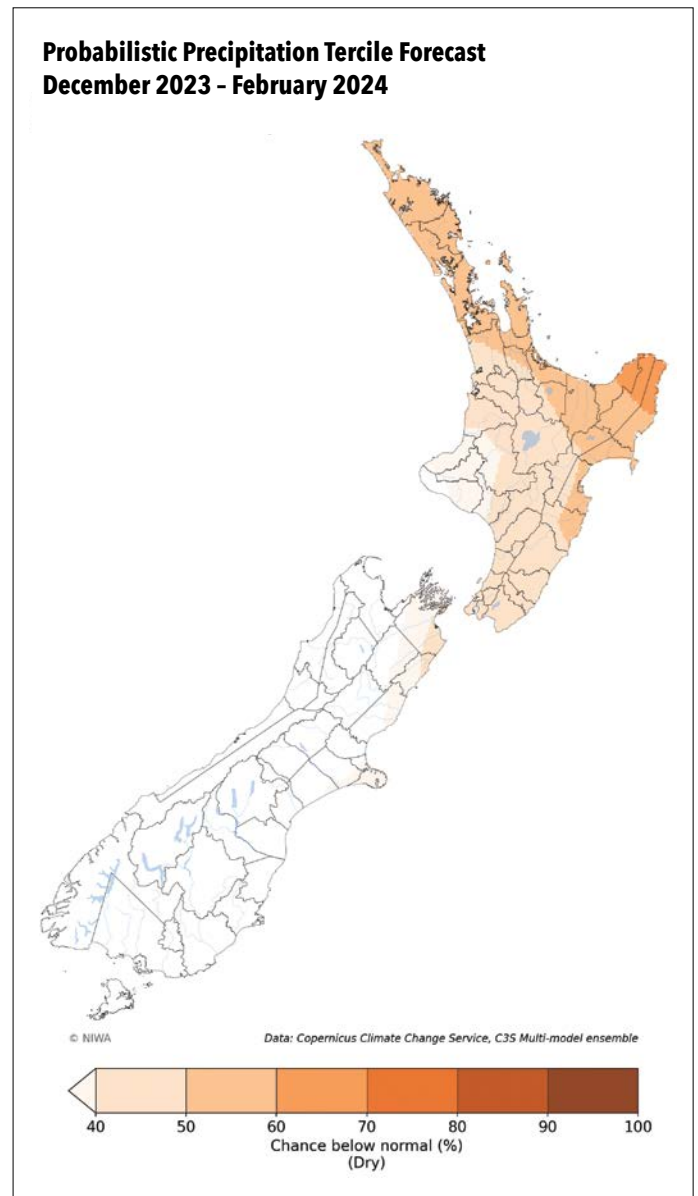 Probabilistic Precipitation Tercile Forecast
December 2023 – February 2024
© NIWA
Data: Copernicus Climate Change Service, C3S Multi-model ensemble
40 50 60 70 80 90 100
Chance below normal (%)
(Dry)